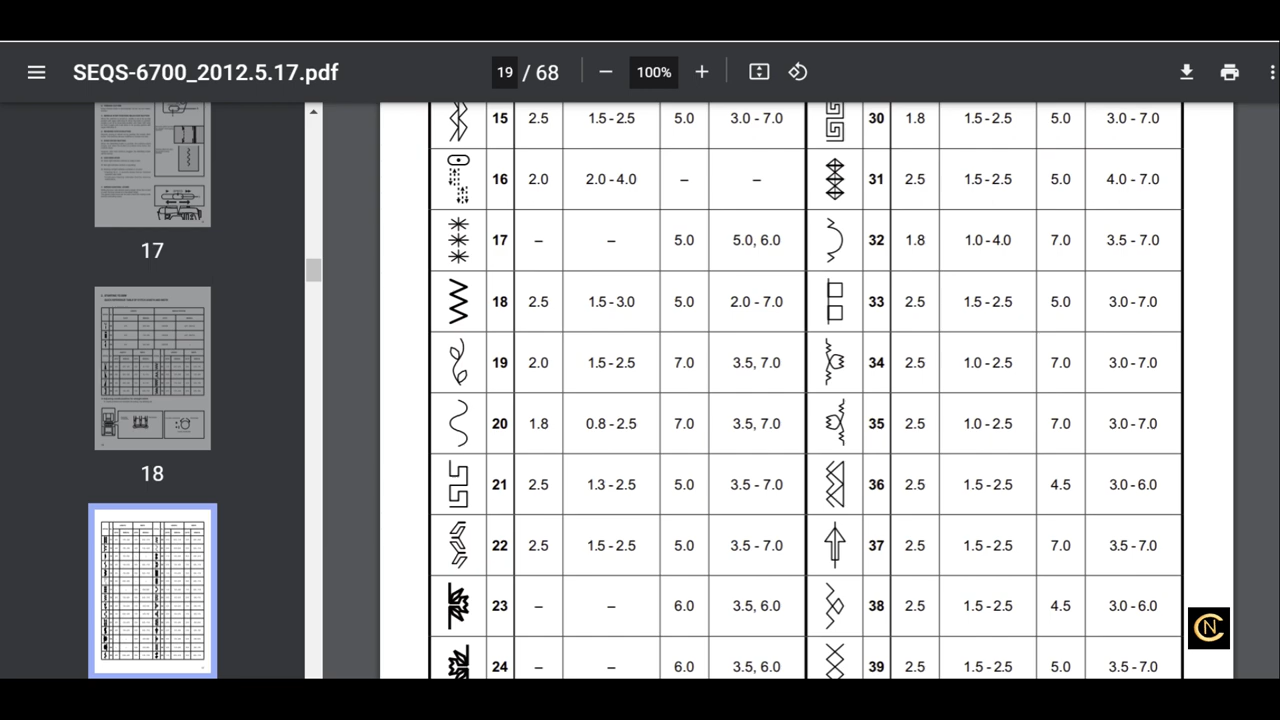 SEQS-6700_2012.5.17.pdf 19 / 68 100%
15 2.5 1.5 - 2.5 5.0 3.0 - 7.0 30 1.8 1.5 - 2.5 5.0 3.0 - 7.0
16 2.0 2.0 - 4.0 – – 31 2.5 1.5 - 2.5 5.0 4.0 - 7.0
17 – – 5.0 5.0, 6.0 32 1.8 1.0 - 4.0 7.0 3.5 - 7.0
18 2.5 1.5 - 3.0 5.0 2.0 - 7.0 33 2.5 1.5 - 2.5 5.0 3.0 - 7.0
19 2.0 1.5 - 2.5 7.0 3.5, 7.0 34 2.5 1.0 - 2.5 7.0 3.0 - 7.0
20 1.8 0.8 - 2.5 7.0 3.5, 7.0 35 2.5 1.0 - 2.5 7.0 3.0 - 7.0
21 2.5 1.3 - 2.5 5.0 3.5 - 7.0 36 2.5 1.5 - 2.5 4.5 3.0 - 6.0
22 2.5 1.5 - 2.5 5.0 3.5 - 7.0 37 2.5 1.5 - 2.5 7.0 3.5 - 7.0
23 – – 6.0 3.5, 6.0 38 2.5 1.5 - 2.5 4.5 3.0 - 6.0
24 – – 6.0 3.5, 6.0 39 2.5 1.5 - 2.5 5.0 3.5 - 7.0
17
18
CN